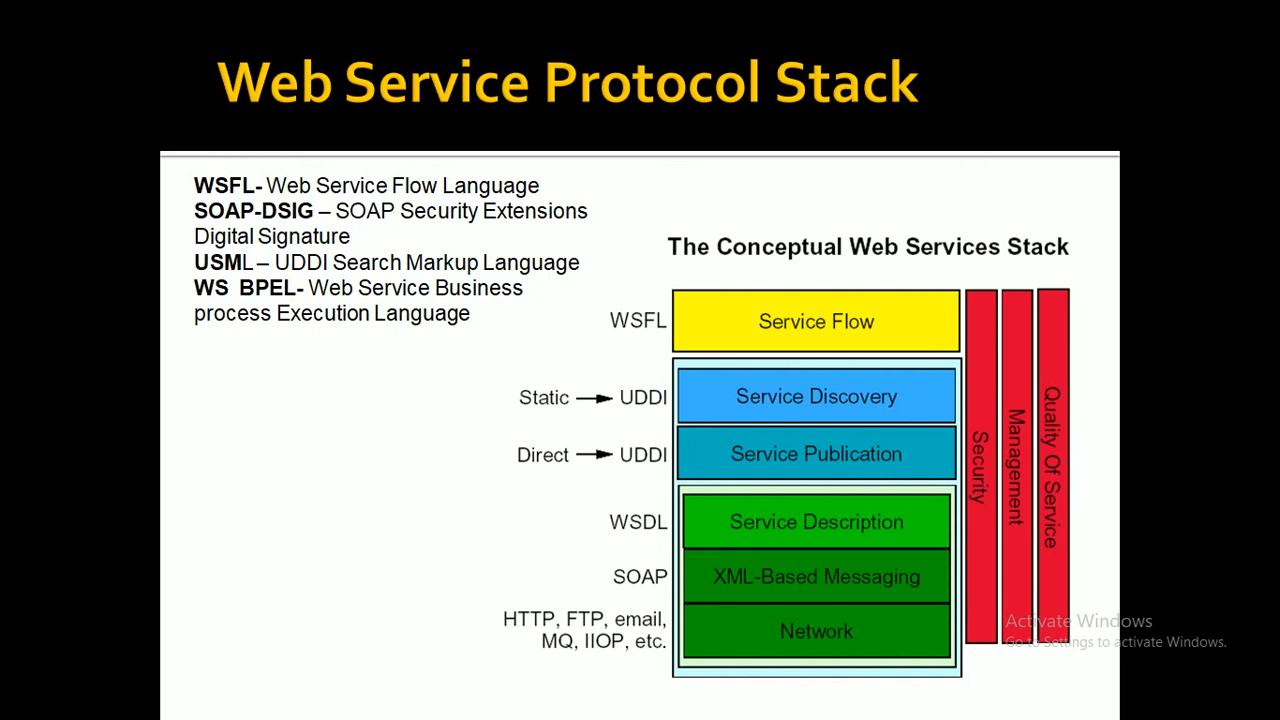 Web Service Protocol Stack
WSFL- Web Service Flow Language
SOAP-DSIG – SOAP Security Extensions
Digital Signature
USML – UDDI Search Markup Language
WS BPEL- Web Service Business
process Execution Language
The Conceptual Web Services Stack
WSFL Service Flow
Static UDDI Service Discovery
Direct UDDI Service Publication
WSDL Service Description
SOAP XML-Based Messaging
HTTP, FTP, email,
MQ, IIOP, etc.
Network
Security
Management
Quality Of Service
Activate Windows
Go to Settings to activate Windows.